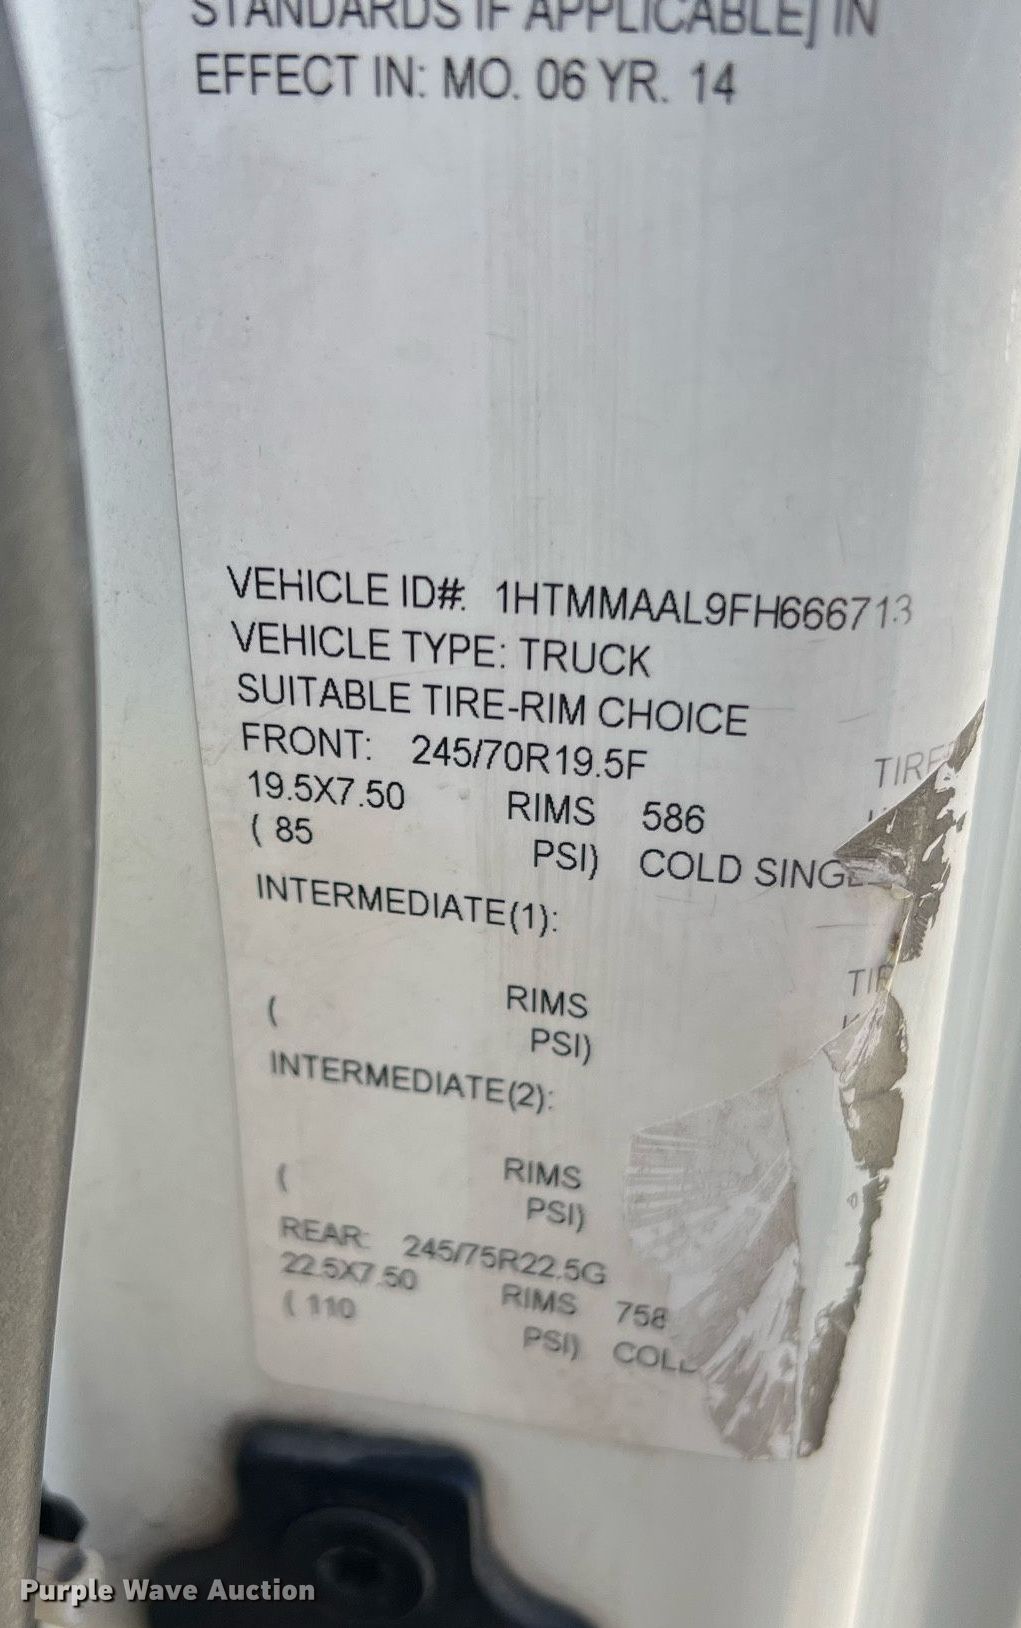 STANDARDS IF APPLICABLE] IN
EFFECT IN: MO. 06 YR. 14
VEHICLE ID#: 1HTMMAAL9FH666713
VEHICLE TYPE: TRUCK
SUITABLE TIRE-RIM CHOICE
FRONT: 245/70R19.5F TIRE
19.5X7.50 RIMS 586
( 85 PSI) COLD SINGL
INTERMEDIATE(1):
TIR
RIMS
( PSI)
INTERMEDIATE(2):
RIMS
( PSI)
REAR: 245/75R22.5G
22.5X7.50 RIMS 758
( 110 PSI) COL
Purple Wave Auction